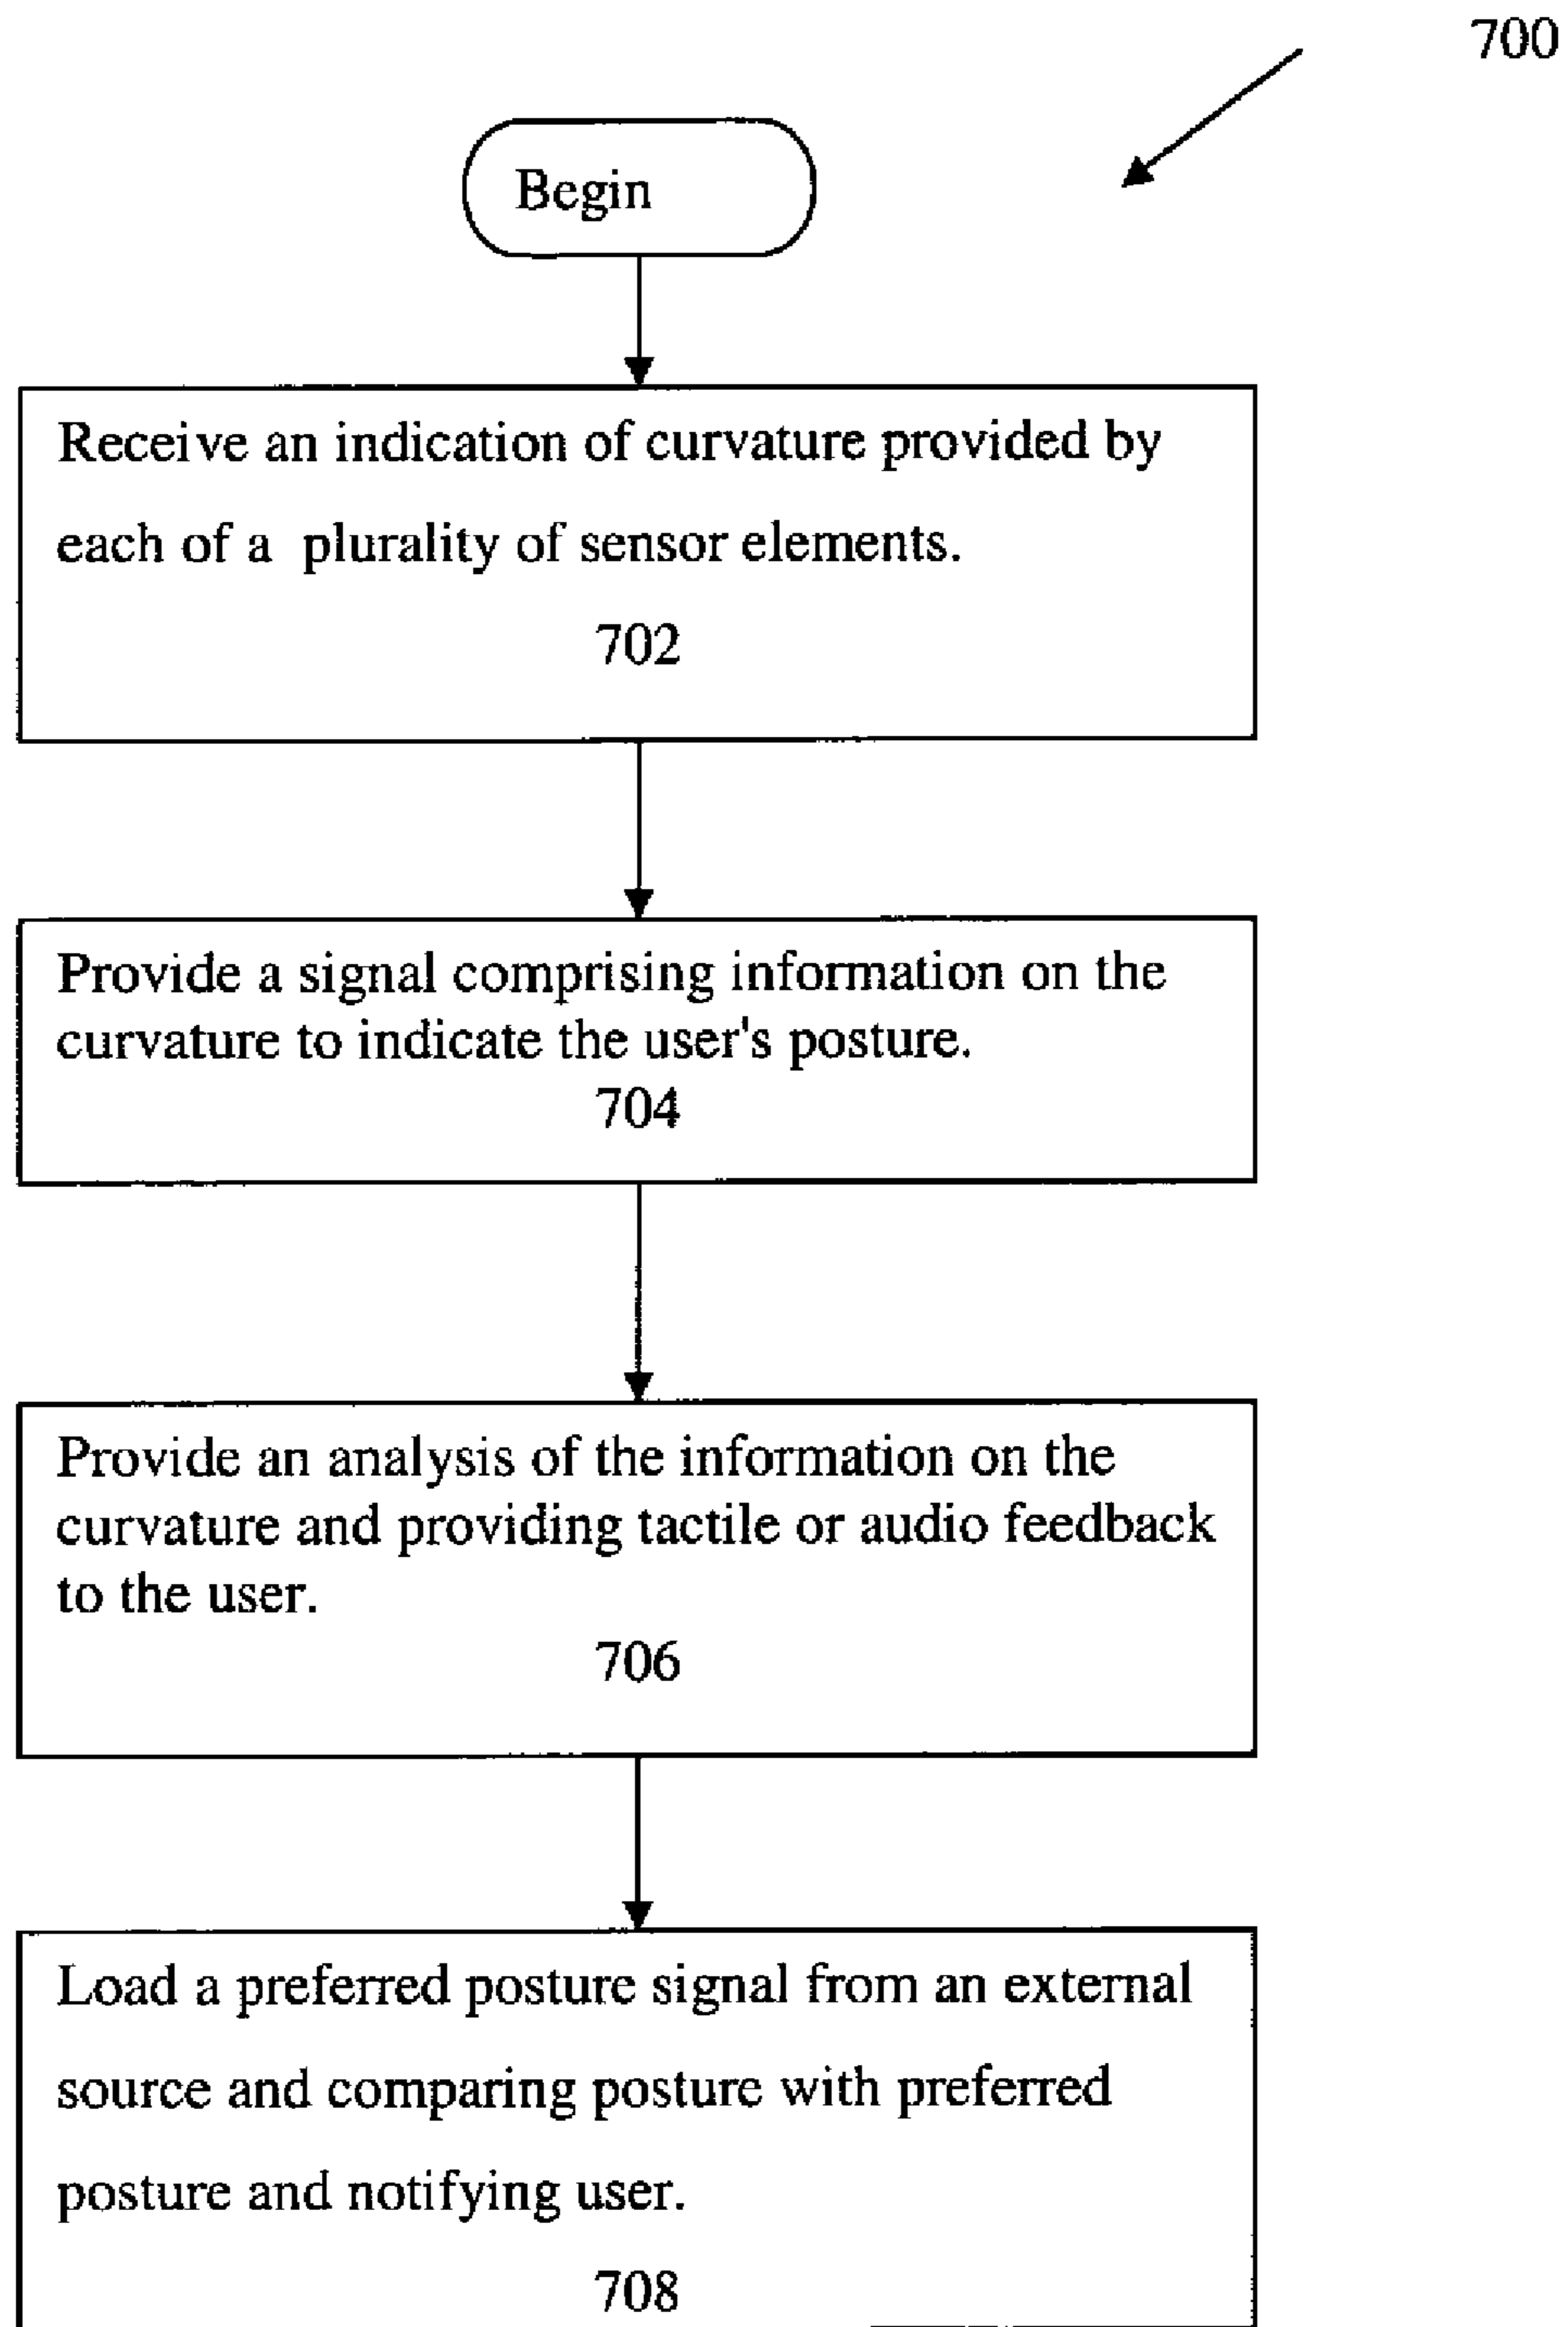 700
Begin
Receive an indication of curvature provided by
each of a plurality of sensor elements.
702
Provide a signal comprising information on the
curvature to indicate the user's posture.
704
Provide an analysis of the information on the
curvature and providing tactile or audio feedback
to the user.
706
Load a preferred posture signal from an external
source and comparing posture with preferred
posture and notifying user.
708